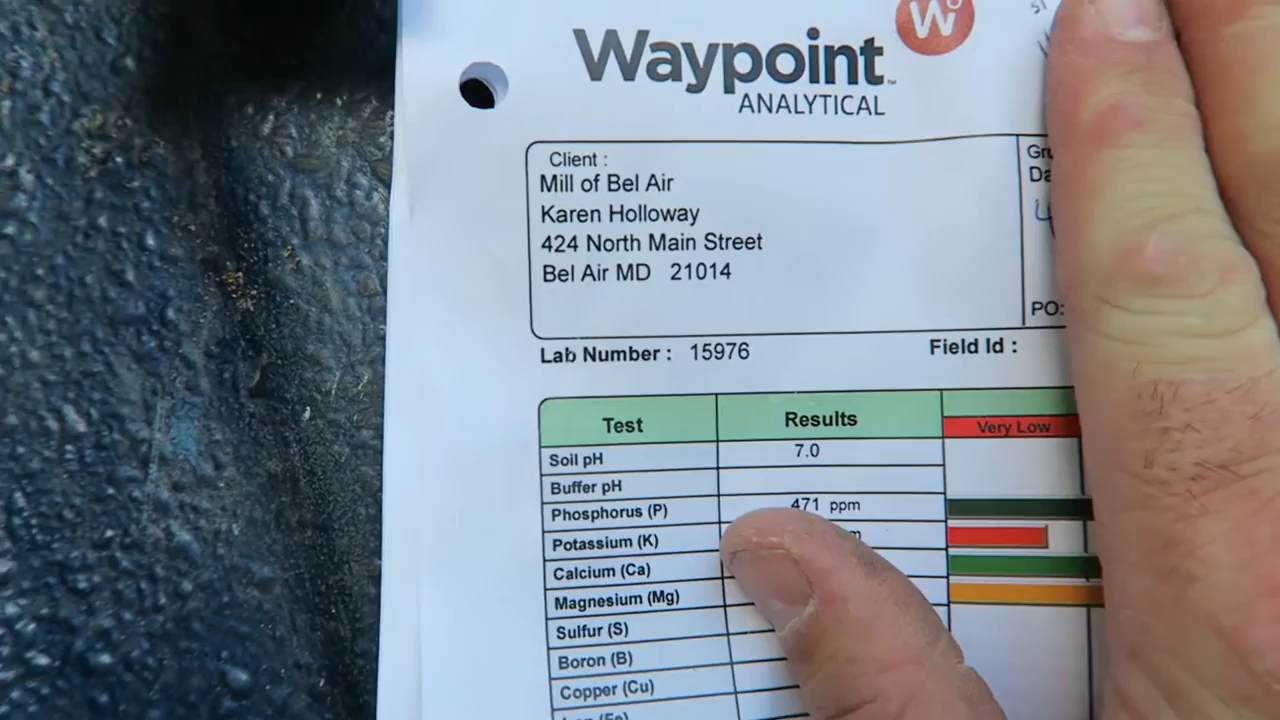 W
Waypoint™
ANALYTICAL
Client :
Mill of Bel Air
Karen Holloway
424 North Main Street
Bel Air MD 21014
PO:
Lab Number : 15976
Field Id :
Test Results
Very Low
Soil pH 7.0
Buffer pH
Phosphorus (P) 471 ppm
Potassium (K)
Calcium (Ca)
Magnesium (Mg)
Sulfur (S)
Boron (B)
Copper (Cu)